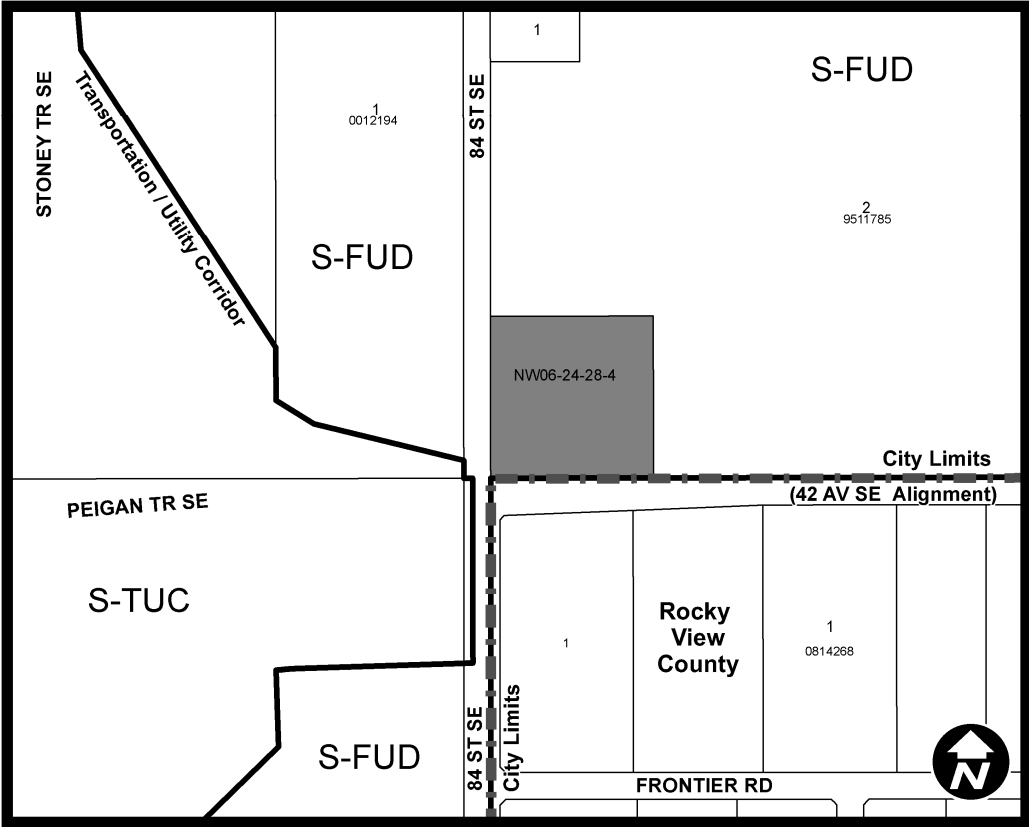 1
S-FUD
STONEY TR SE
Transportation / Utility Corridor
1
0012194
84 ST SE
2
9511785
S-FUD
NW06-24-28-4
City Limits
(42 AV SE Alignment)
PEIGAN TR SE
S-TUC
Rocky
View
County
1
1
0814268
City Limits
84 ST SE
S-FUD
FRONTIER RD
N